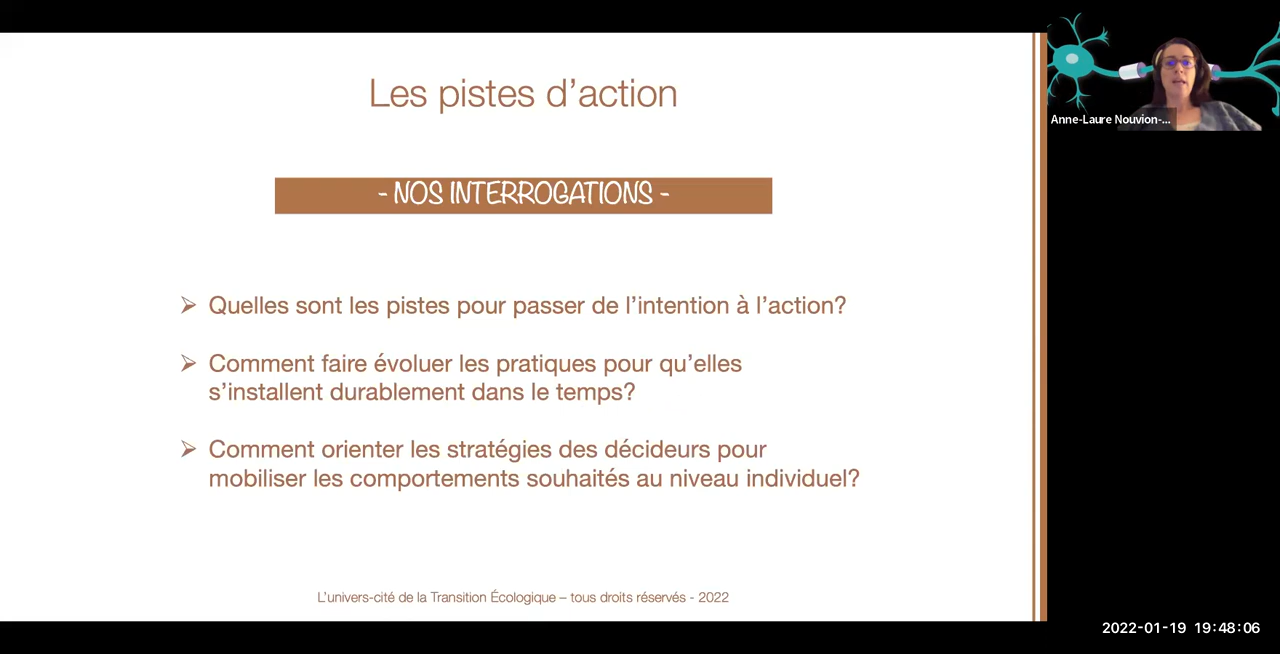 Les pistes d’action
- NOS INTERROGATIONS -
➢ Quelles sont les pistes pour passer de l’intention à l’action?
➢ Comment faire évoluer les pratiques pour qu’elles
s’installent durablement dans le temps?
➢ Comment orienter les stratégies des décideurs pour
mobiliser les comportements souhaités au niveau individuel?
L’univers-cité de la Transition Écologique – tous droits réservés - 2022
Anne-Laure Nouvion-...
2022-01-19 19:48:06